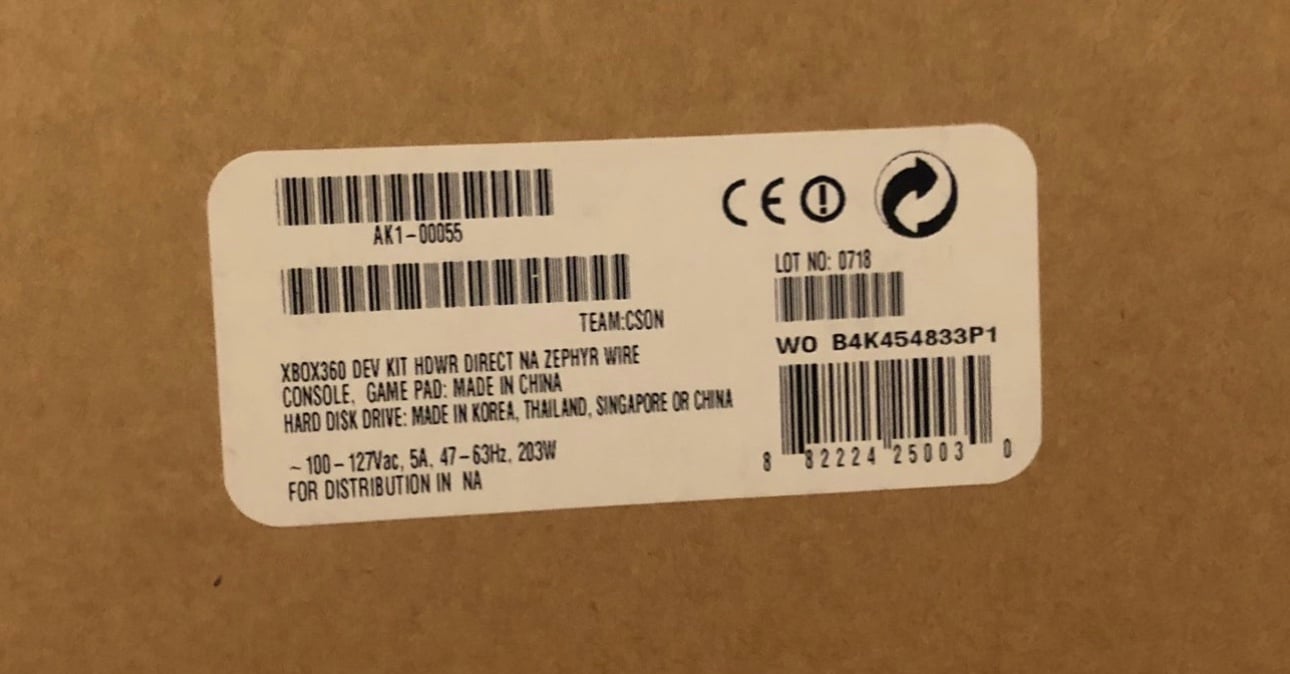 AK1-00055
TEAM:CSON
XBOX360 DEV KIT HDWR DIRECT NA ZEPHYR WIRE
CONSOLE, GAME PAD: MADE IN CHINA
HARD DISK DRIVE: MADE IN KOREA, THAILAND, SINGAPORE OR CHINA
~100-127Vac, 5A, 47-63Hz, 203W
FOR DISTRIBUTION IN NA
CE
LOT NO: 0718
WO B4K454833P1
8 82224 25003 0